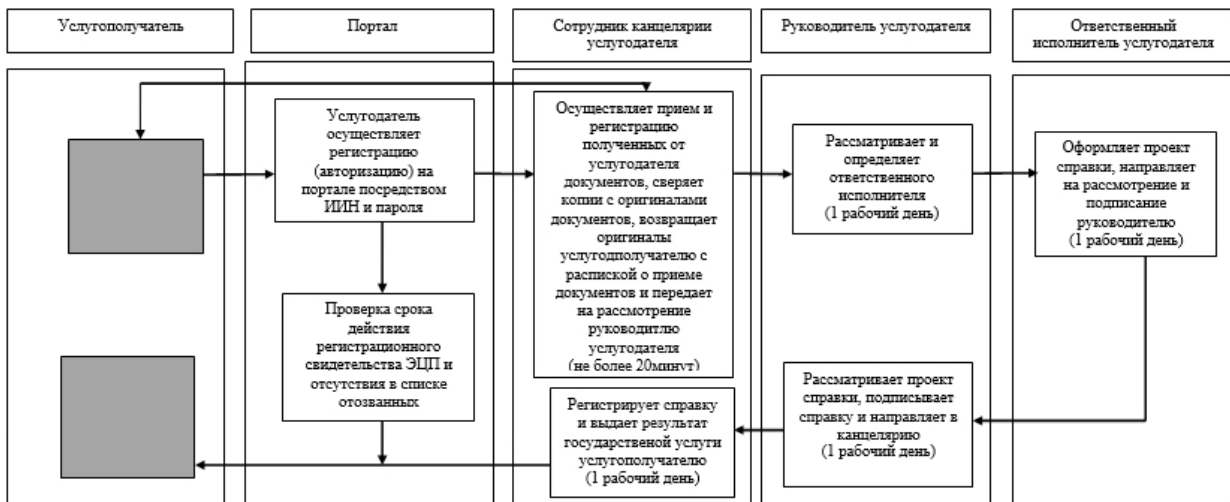 Услугополучатель
Портал
Сотрудник канцелярии
услугодателя
Руководитель услугодателя
Ответственный
исполнитель услугодателя
Услугодатель
осуществляет
регистрацию
(авторизацию) на
портале посредством
ИИН и пароля
Осуществляет прием и
регистрацию
полученных от
услугодателя
документов, сверяет
копии с оригиналами
документов, возвращает
оригиналы
услугодполучателю с
распиской о приеме
документов и передает
на рассмотрение
руководитлю
услугодателя
(не более 20минут)
Рассматривает и
определяет
ответственного
исполнителя
(1 рабочий день)
Оформляет проект
справки, направляет
на рассмотрение и
подписание
руководителю
(1 рабочий день)
Проверка срока
действия
регистрационного
свидетельства ЭЦП и
отсутствия в списке
отозванных
Рассматривает проект
справки, подписывает
справку и направляет в
канцелярию
(1 рабочий день)
Регистрирует справку
и выдает результат
государственой услуги
услугополучателю
(1 рабочий день)